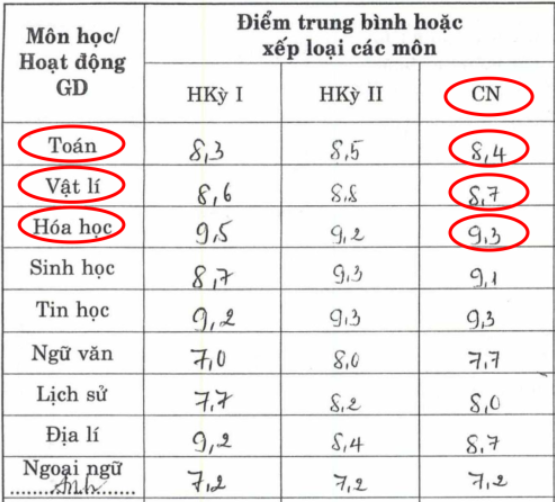 Môn học/
Hoạt động
GD
Điểm trung bình hoặc
xếp loại các môn
HKỳ I HKỳ II CN
Toán 8,3 8,5 8,4
Vật lí 8,6 8,8 8,7
Hóa học 9,5 9,2 9,3
Sinh học 8,7 9,3 9,1
Tin học 9,2 9,3 9,3
Ngữ văn 7,0 8,0 7,7
Lịch sử 7,7 8,2 8,0
Địa lí 9,2 8,4 8,7
Ngoại ngữ
Anh 7,2 7,2 7,2